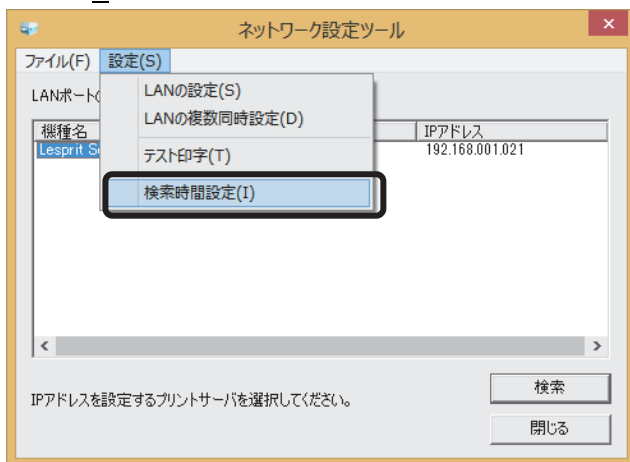 ネットワーク設定ツール
ファイル(F) 設定(S)
LANの設定(S)
LANポート
LANの複数同時設定(D)
機種名 IPアドレス
Lesprit 192.168.001.021
テスト印字(T)
検索時間設定(I)
検索
IPアドレスを設定するプリントサーバを選択してください。
閉じる